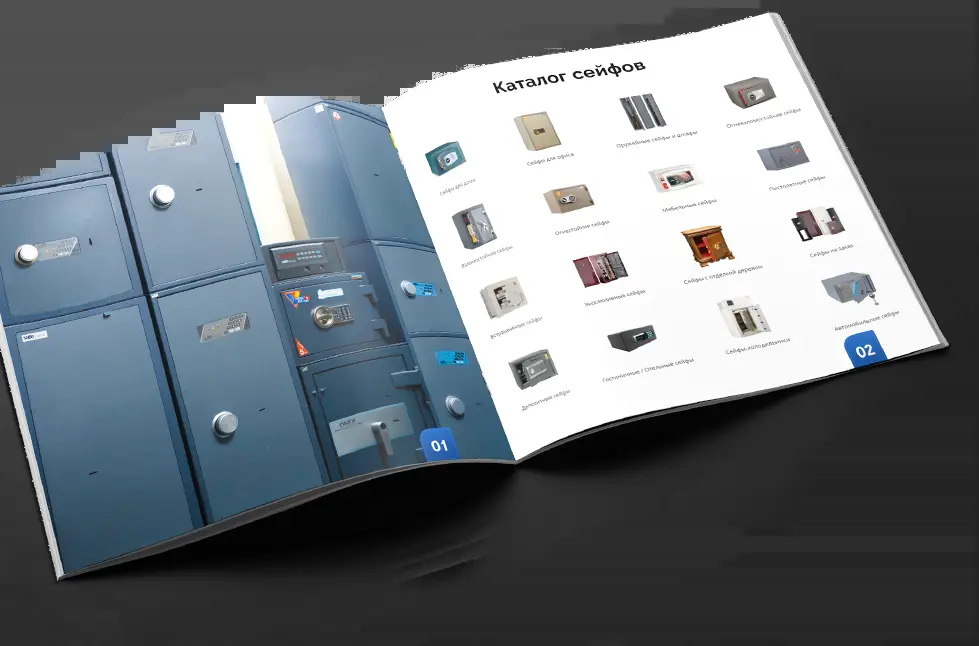 Каталог сейфов
Сейфы для дома
Сейфы для офиса
Оружейные сейфы и шкафы
Огневзломостойкие сейфы
Взломостойкие сейфы
Огнестойкие сейфы
Мебельные сейфы
Пистолетные сейфы
Встраиваемые сейфы
Эксклюзивные сейфы
Сейфы с отделкой деревом
Сейфы на заказ
Депозитные сейфы
Гостиничные / Отельные сейфы
Сейфы холодильники
Автомобильные сейфы
01
02